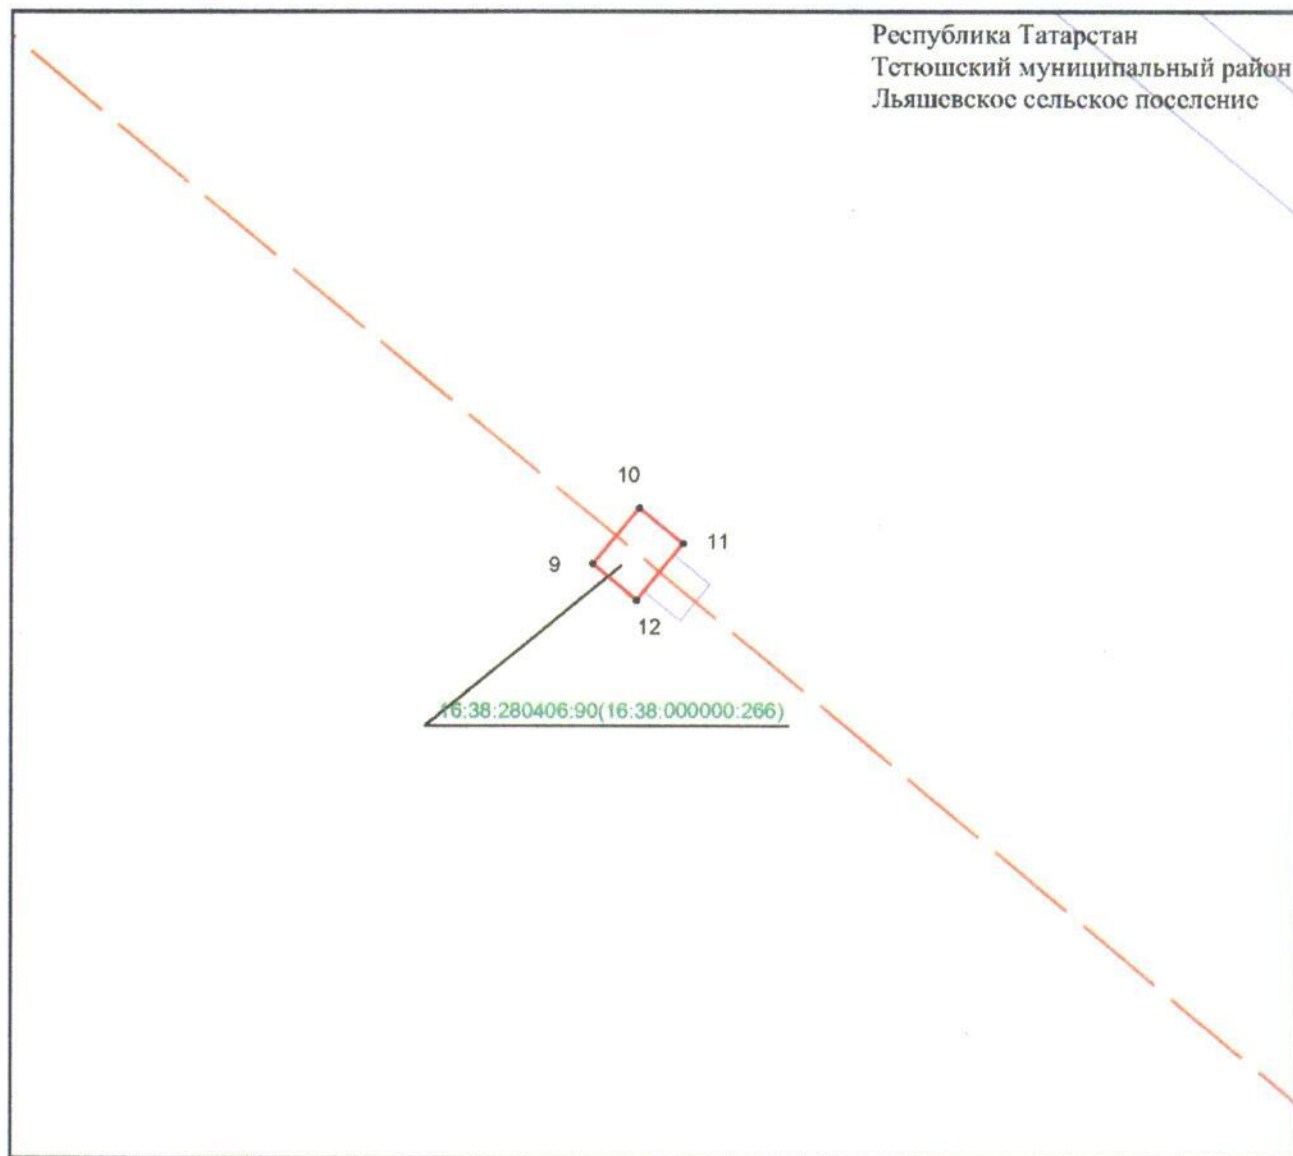 Республика Татарстан
Тетюшский муниципальный район
Льяшевское сельское поселение
10
11
9
12
16:38:280406:90(16:38:000000:266)